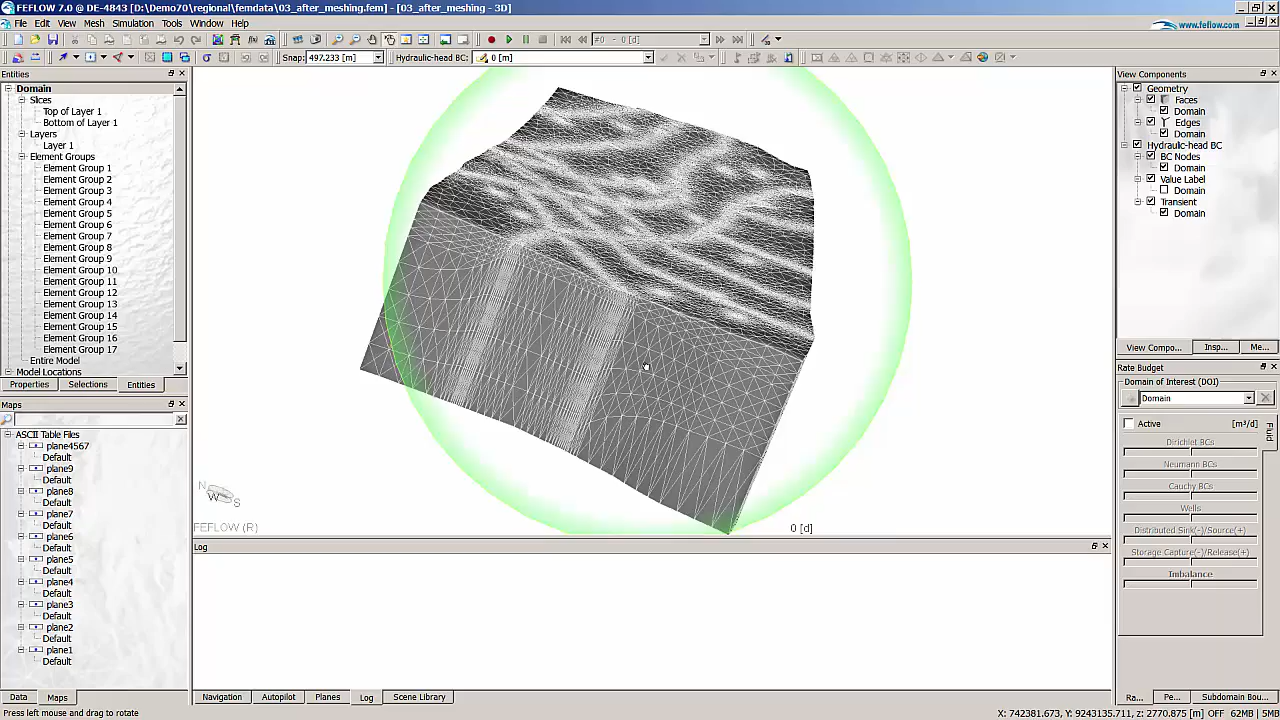 FEFLOW 7.0 @ DE-4843 [D:\Demo70\regional\femdata\03_after_meshing.fem] - [03_after_meshing - 3D]
File Edit View Mesh Simulation Tools Window Help
www.feflow.com
#0 - 0 [d]
Snap: 497.233 [m] Hydraulic-head BC: 0 [m]
Entities
Domain
Slices
Top of Layer 1
Bottom of Layer 1
Layers
Layer 1
Element Groups
Element Group 1
Element Group 2
Element Group 3
Element Group 4
Element Group 5
Element Group 6
Element Group 7
Element Group 8
Element Group 9
Element Group 10
Element Group 11
Element Group 12
Element Group 13
Element Group 14
Element Group 15
Element Group 16
Element Group 17
Entire Model
Model Locations
Properties Selections Entities
Maps
ASCII Table Files
plane4567
Default
plane9
Default
plane8
Default
plane7
Default
plane6
Default
plane5
Default
plane4
Default
plane3
Default
plane2
Default
plane1
Default
Data Maps
N
W S
FEFLOW (R)
0 [d]
Log
Navigation Autopilot Planes Log Scene Library
View Components
Geometry
Faces
Domain
Edges
Domain
Hydraulic-head BC
BC Nodes
Domain
Value Label
Domain
Transient
Domain
View Compo... Insp... Me...
Rate Budget
Domain of Interest (DOI)
Domain
Active [m³/d]
Fluid
Dirichlet BCs
Neumann BCs
Cauchy BCs
Wells
Distributed Sink(-)/Source(+)
Storage Capture(-)/Release(+)
Imbalance
Ra... Pe... Subdomain Bou...
Press left mouse and drag to rotate
X: 742381.673, Y: 9243135.711, z: 2770.875 [m] OFF 62MB 5MB